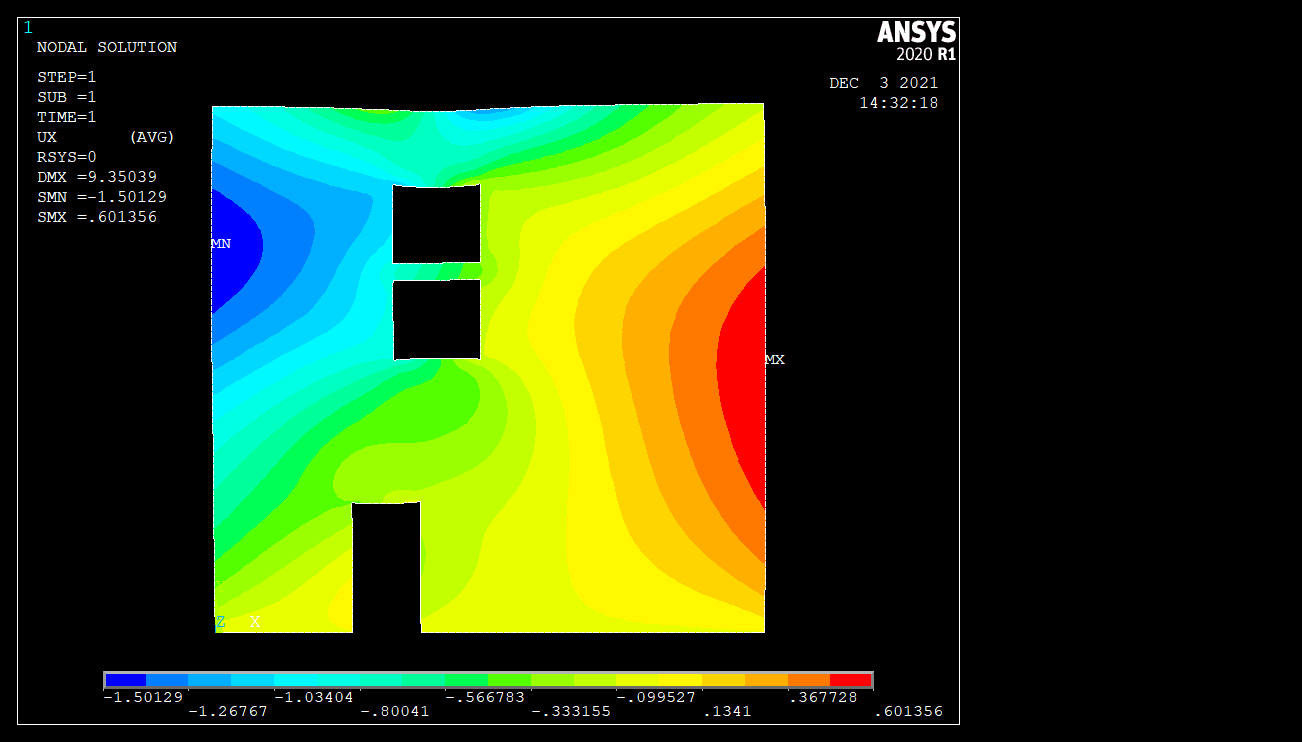 1
ANSYS
2020 R1
NODAL SOLUTION
STEP=1
SUB =1
TIME=1
UX (AVG)
RSYS=0
DMX =9.35039
SMN =-1.50129
SMX =.601356
DEC 3 2021
14:32:18
MN
MX
Z X
-1.50129 -1.03404 -.566783 -.099527 .367728
-1.26767 -.80041 -.333155 .1341 .601356